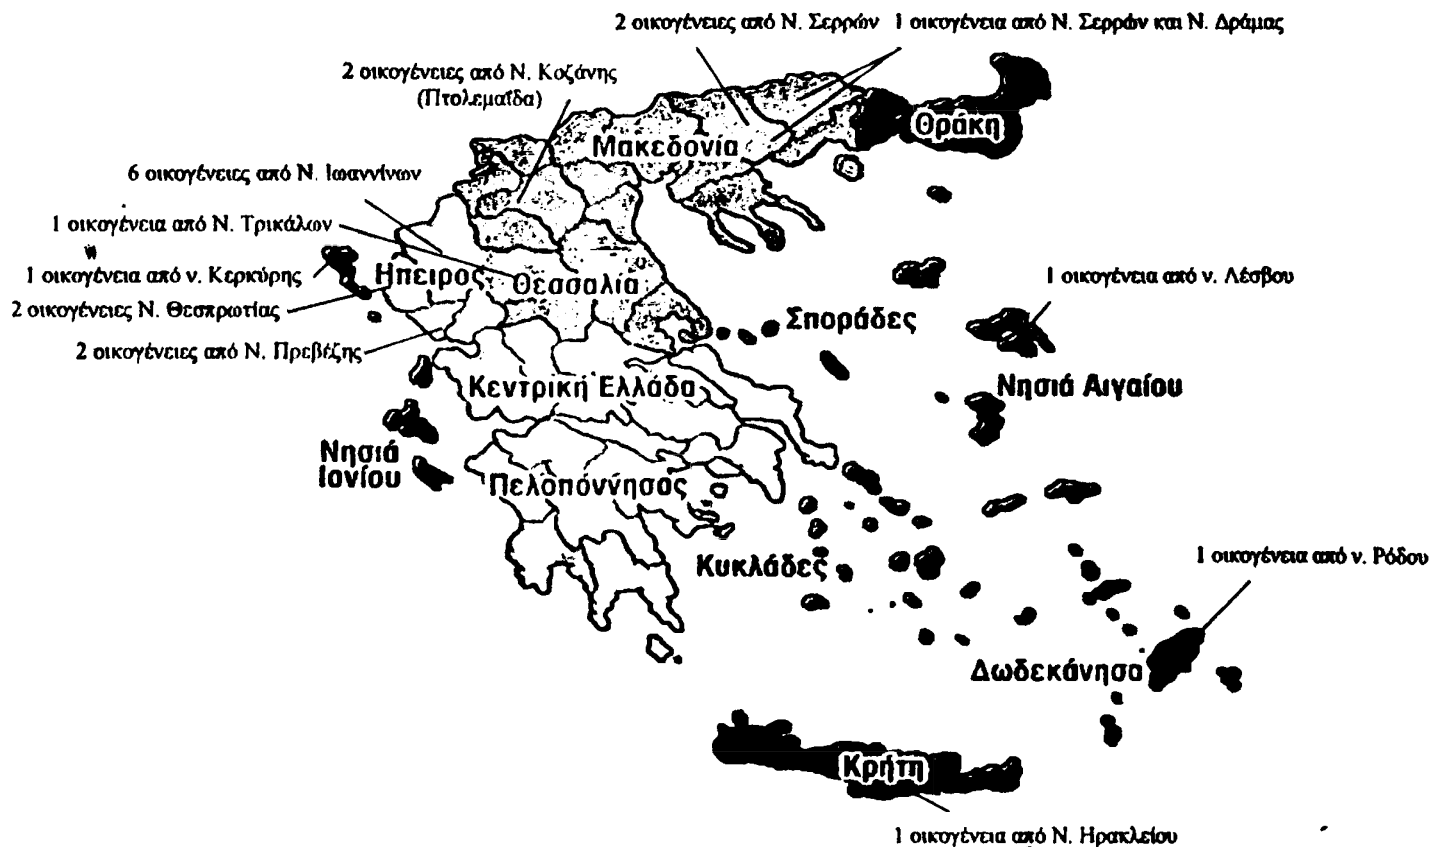 2 οικογένειες από Ν. Σερρών 1 οικογένεια από Ν. Σερρών και Ν. Δράμας
2 οικογένειες από Ν. Κοζάνης
(Πτολεμαΐδα)
Θράκη
Μακεδονία
6 οικογένειες από Ν. Ιωαννίνων
1 οικογένεια από Ν. Τρικάλων
1 οικογένεια από ν. Κερκύρης
Ηπειρος
Θεσσαλία
1 οικογένεια από ν. Λέσβου
2 οικογένειες Ν. Θεσπρωτίας
Σποράδες
2 οικογένειες από Ν. Πρεβέζης
Κεντρική Ελλάδα
Νησιά Αιγαίου
Νησιά
Ιονίου
Πελοπόννησος
Κυκλάδες
1 οικογένεια από ν. Ρόδου
Δωδεκάνησα
Κρήτη
1 οικογένεια από Ν. Ηρακλείου